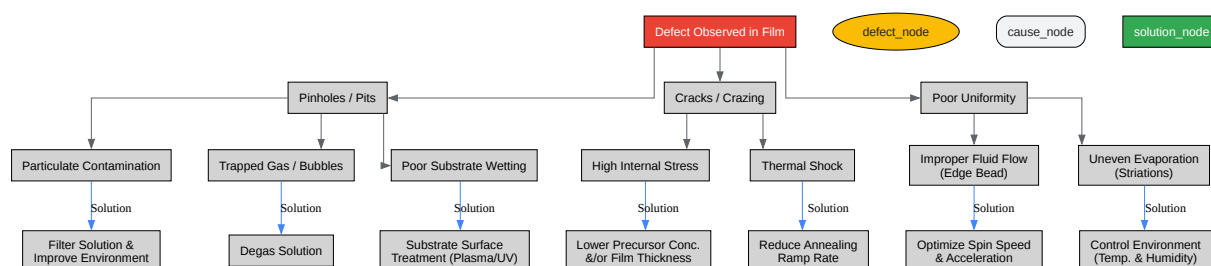 Defect Observed in Film
defect_node
cause_node
solution_node
Pinholes / Pits
Cracks / Crazing
Poor Uniformity
Particulate Contamination
Trapped Gas / Bubbles
Poor Substrate Wetting
High Internal Stress
Thermal Shock
Improper Fluid Flow
(Edge Bead)
Uneven Evaporation
(Striations)
Solution
Solution
Solution
Solution
Solution
Solution
Solution
Filter Solution &
Improve Environment
Degas Solution
Substrate Surface
Treatment (Plasma/UV)
Lower Precursor Conc.
&/or Film Thickness
Reduce Annealing
Ramp Rate
Optimize Spin Speed
& Acceleration
Control Environment
(Temp. & Humidity)